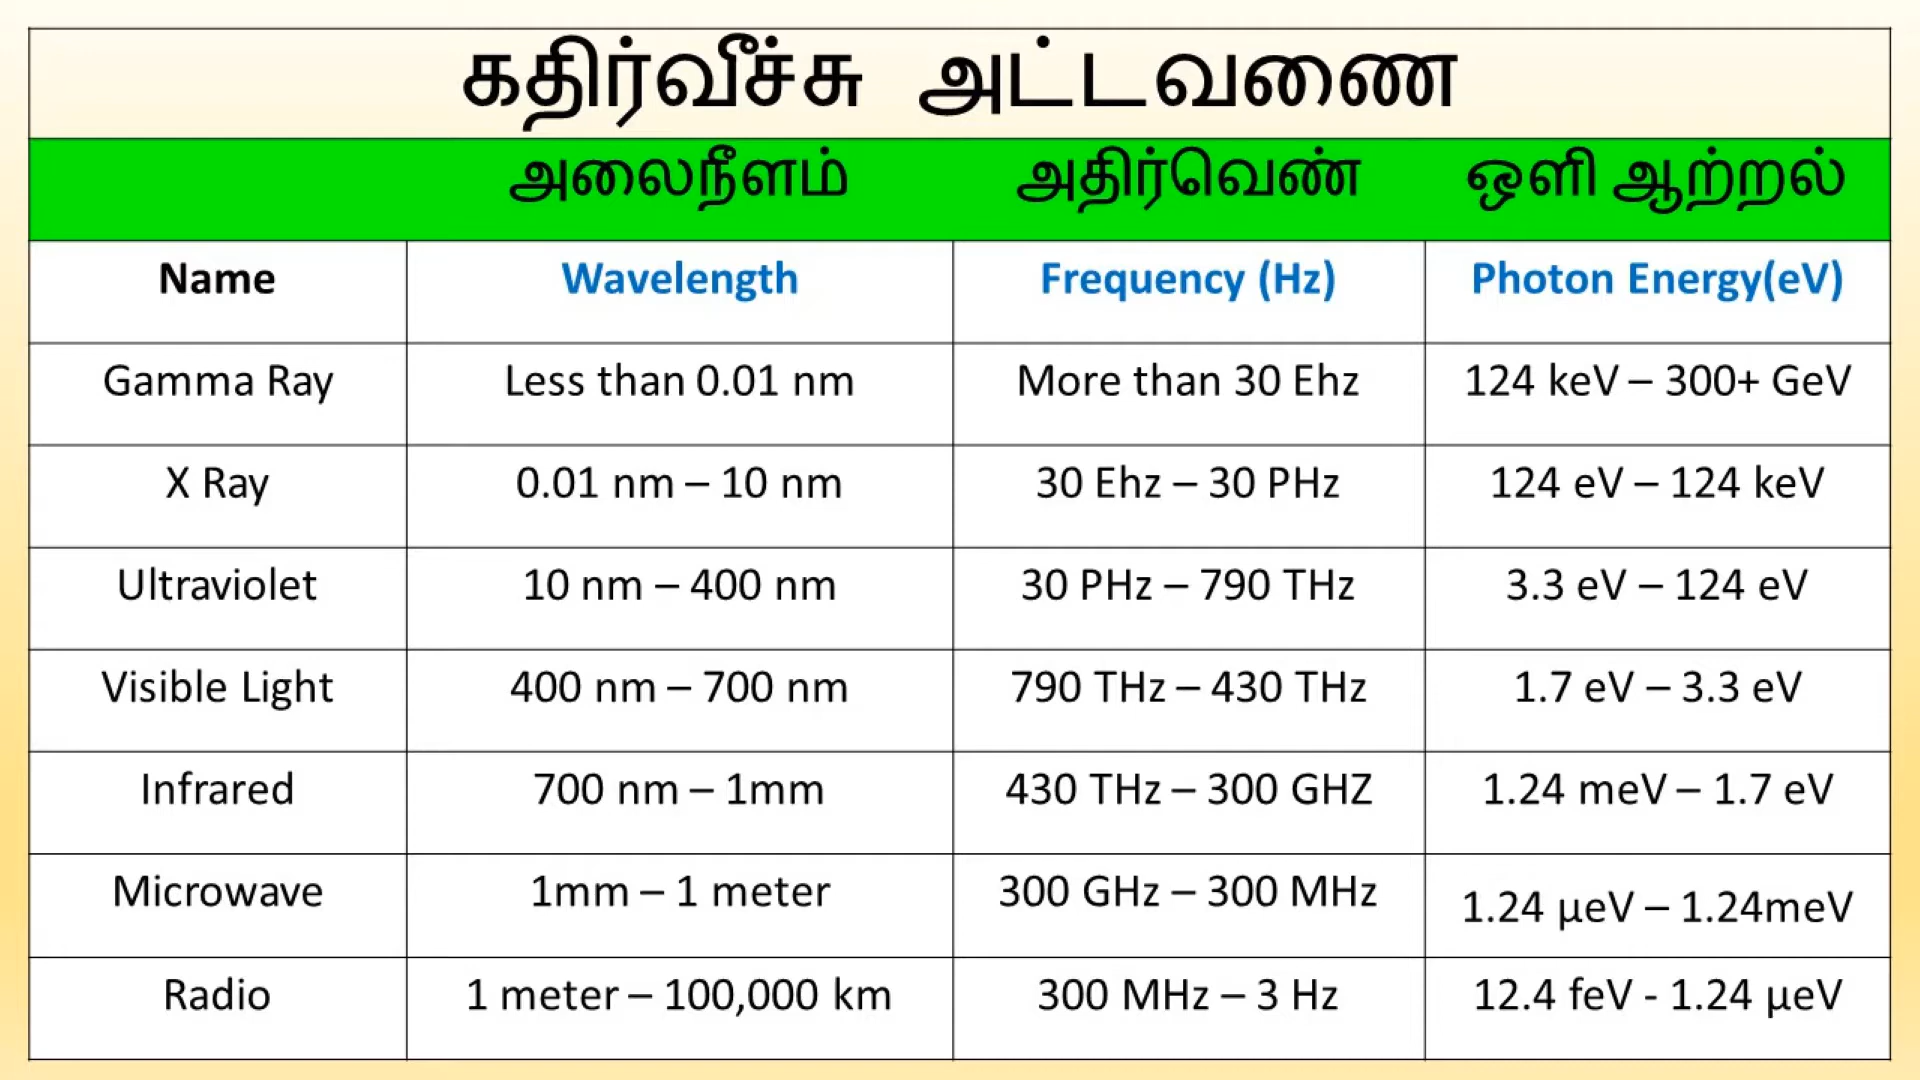 கதிர்வீச்சு அட்டவணை
அலைநீளம் அதிர்வெண் ஒளி ஆற்றல்
Name Wavelength Frequency (Hz) Photon Energy(eV)
Gamma Ray Less than 0.01 nm More than 30 Ehz 124 keV – 300+ GeV
X Ray 0.01 nm – 10 nm 30 Ehz – 30 PHz 124 eV – 124 keV
Ultraviolet 10 nm – 400 nm 30 PHz – 790 THz 3.3 eV – 124 eV
Visible Light 400 nm – 700 nm 790 THz – 430 THz 1.7 eV – 3.3 eV
Infrared 700 nm – 1mm 430 THz – 300 GHZ 1.24 meV – 1.7 eV
Microwave 1mm – 1 meter 300 GHz – 300 MHz 1.24 µeV – 1.24meV
Radio 1 meter – 100,000 km 300 MHz – 3 Hz 12.4 feV - 1.24 µeV